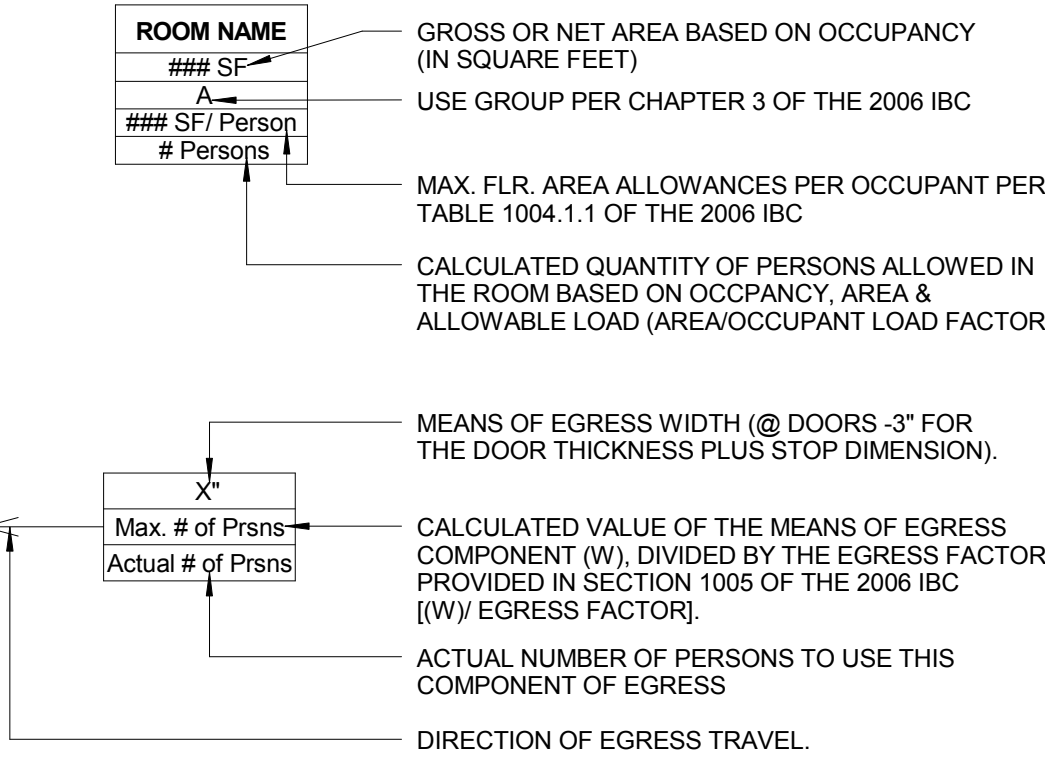 ROOM NAME
### SF
A
### SF/ Person
# Persons
GROSS OR NET AREA BASED ON OCCUPANCY
(IN SQUARE FEET)
USE GROUP PER CHAPTER 3 OF THE 2006 IBC
MAX. FLR. AREA ALLOWANCES PER OCCUPANT PER
TABLE 1004.1.1 OF THE 2006 IBC
CALCULATED QUANTITY OF PERSONS ALLOWED IN
THE ROOM BASED ON OCCPANCY, AREA &
ALLOWABLE LOAD (AREA/OCCUPANT LOAD FACTOR
X"
Max. # of Prsns
Actual # of Prsns
MEANS OF EGRESS WIDTH (@ DOORS -3" FOR
THE DOOR THICKNESS PLUS STOP DIMENSION).
CALCULATED VALUE OF THE MEANS OF EGRESS
COMPONENT (W), DIVIDED BY THE EGRESS FACTOR
PROVIDED IN SECTION 1005 OF THE 2006 IBC
[(W)/ EGRESS FACTOR].
ACTUAL NUMBER OF PERSONS TO USE THIS
COMPONENT OF EGRESS
DIRECTION OF EGRESS TRAVEL.